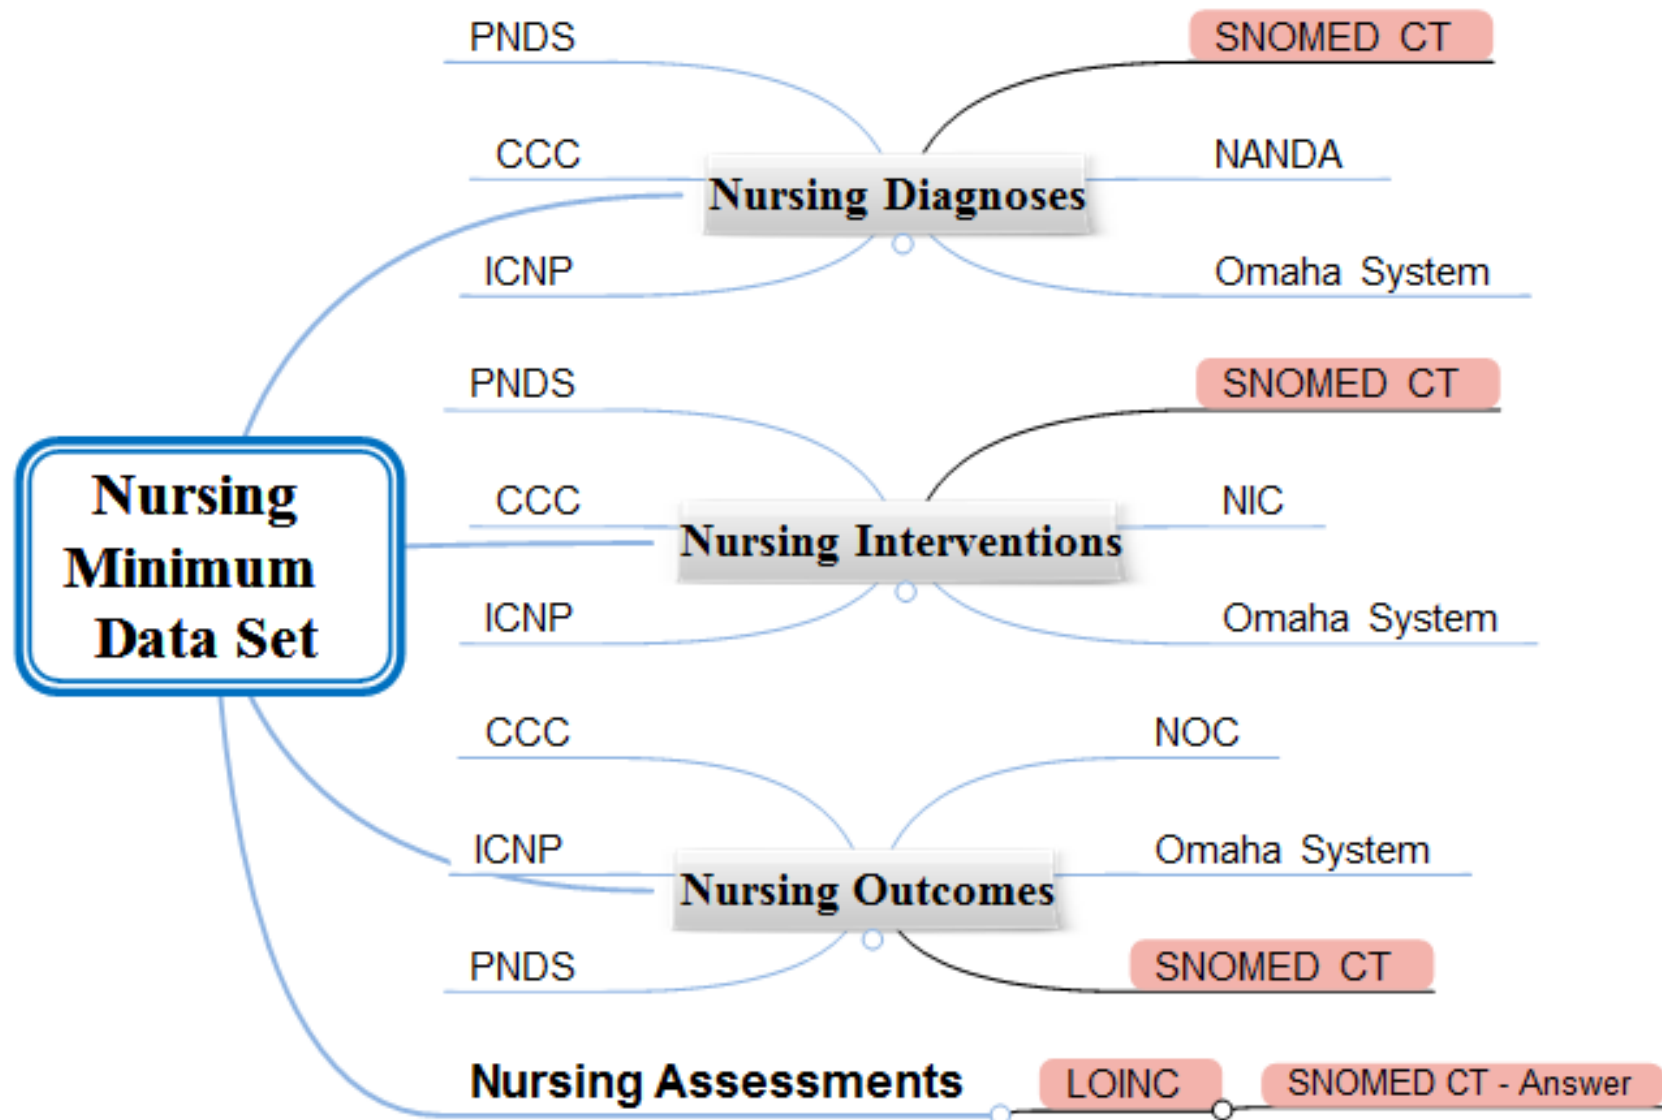 PNDS
SNOMED CT
CCC
NANDA
Nursing Diagnoses
ICNP
Omaha System
PNDS
SNOMED CT
CCC
NIC
Nursing Interventions
ICNP
Omaha System
Nursing
Minimum
Data Set
CCC
NOC
ICNP
Omaha System
Nursing Outcomes
PNDS
SNOMED CT
Nursing Assessments
LOINC
SNOMED CT - Answer